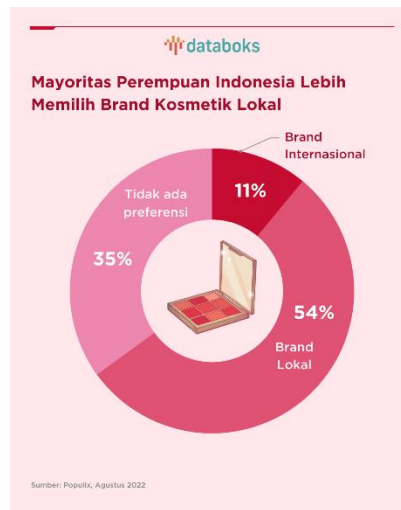 databoks
Mayoritas Perempuan Indonesia Lebih
Memilih Brand Kosmetik Lokal
Brand
Internasional
11%
Tidak ada
preferensi
35%
54%
Brand
Lokal
Sumber: Populix, Agustus 2022